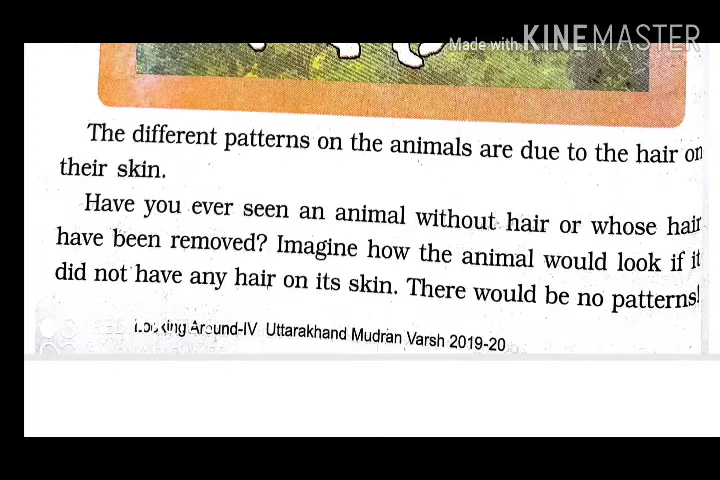 Made with KINEMASTER
The different patterns on the animals are due to the hair on
their skin.
Have you ever seen an animal without hair or whose hair
have been removed? Imagine how the animal would look if it
did not have any hair on its skin. There would be no patterns!
Looking Around-IV Uttarakhand Mudran Varsh 2019-20